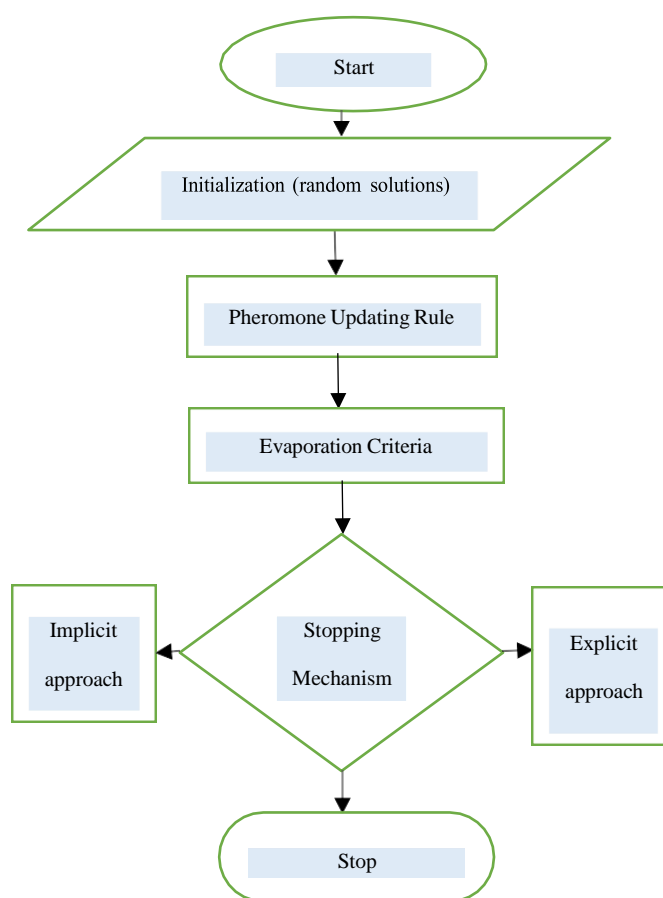 Start
Initialization (random solutions)
Pheromone Updating Rule
Evaporation Criteria
Implicit
approach
Stopping
Mechanism
Explicit
approach
Stop